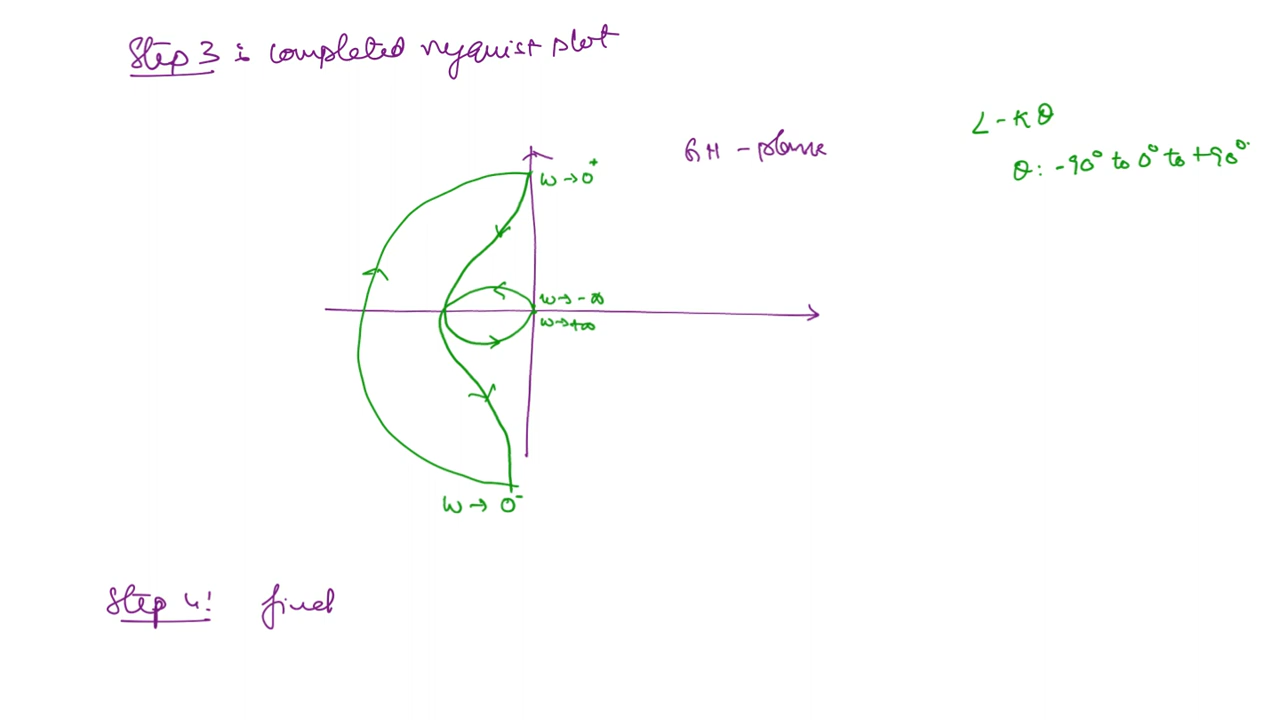 Step 3 : completed nyquist plot
∠-Kθ
GH - plane
θ: -90° to 0° to +90°
ω→0⁺
ω→-∞
ω→+∞
ω→0⁻
Step 4: find